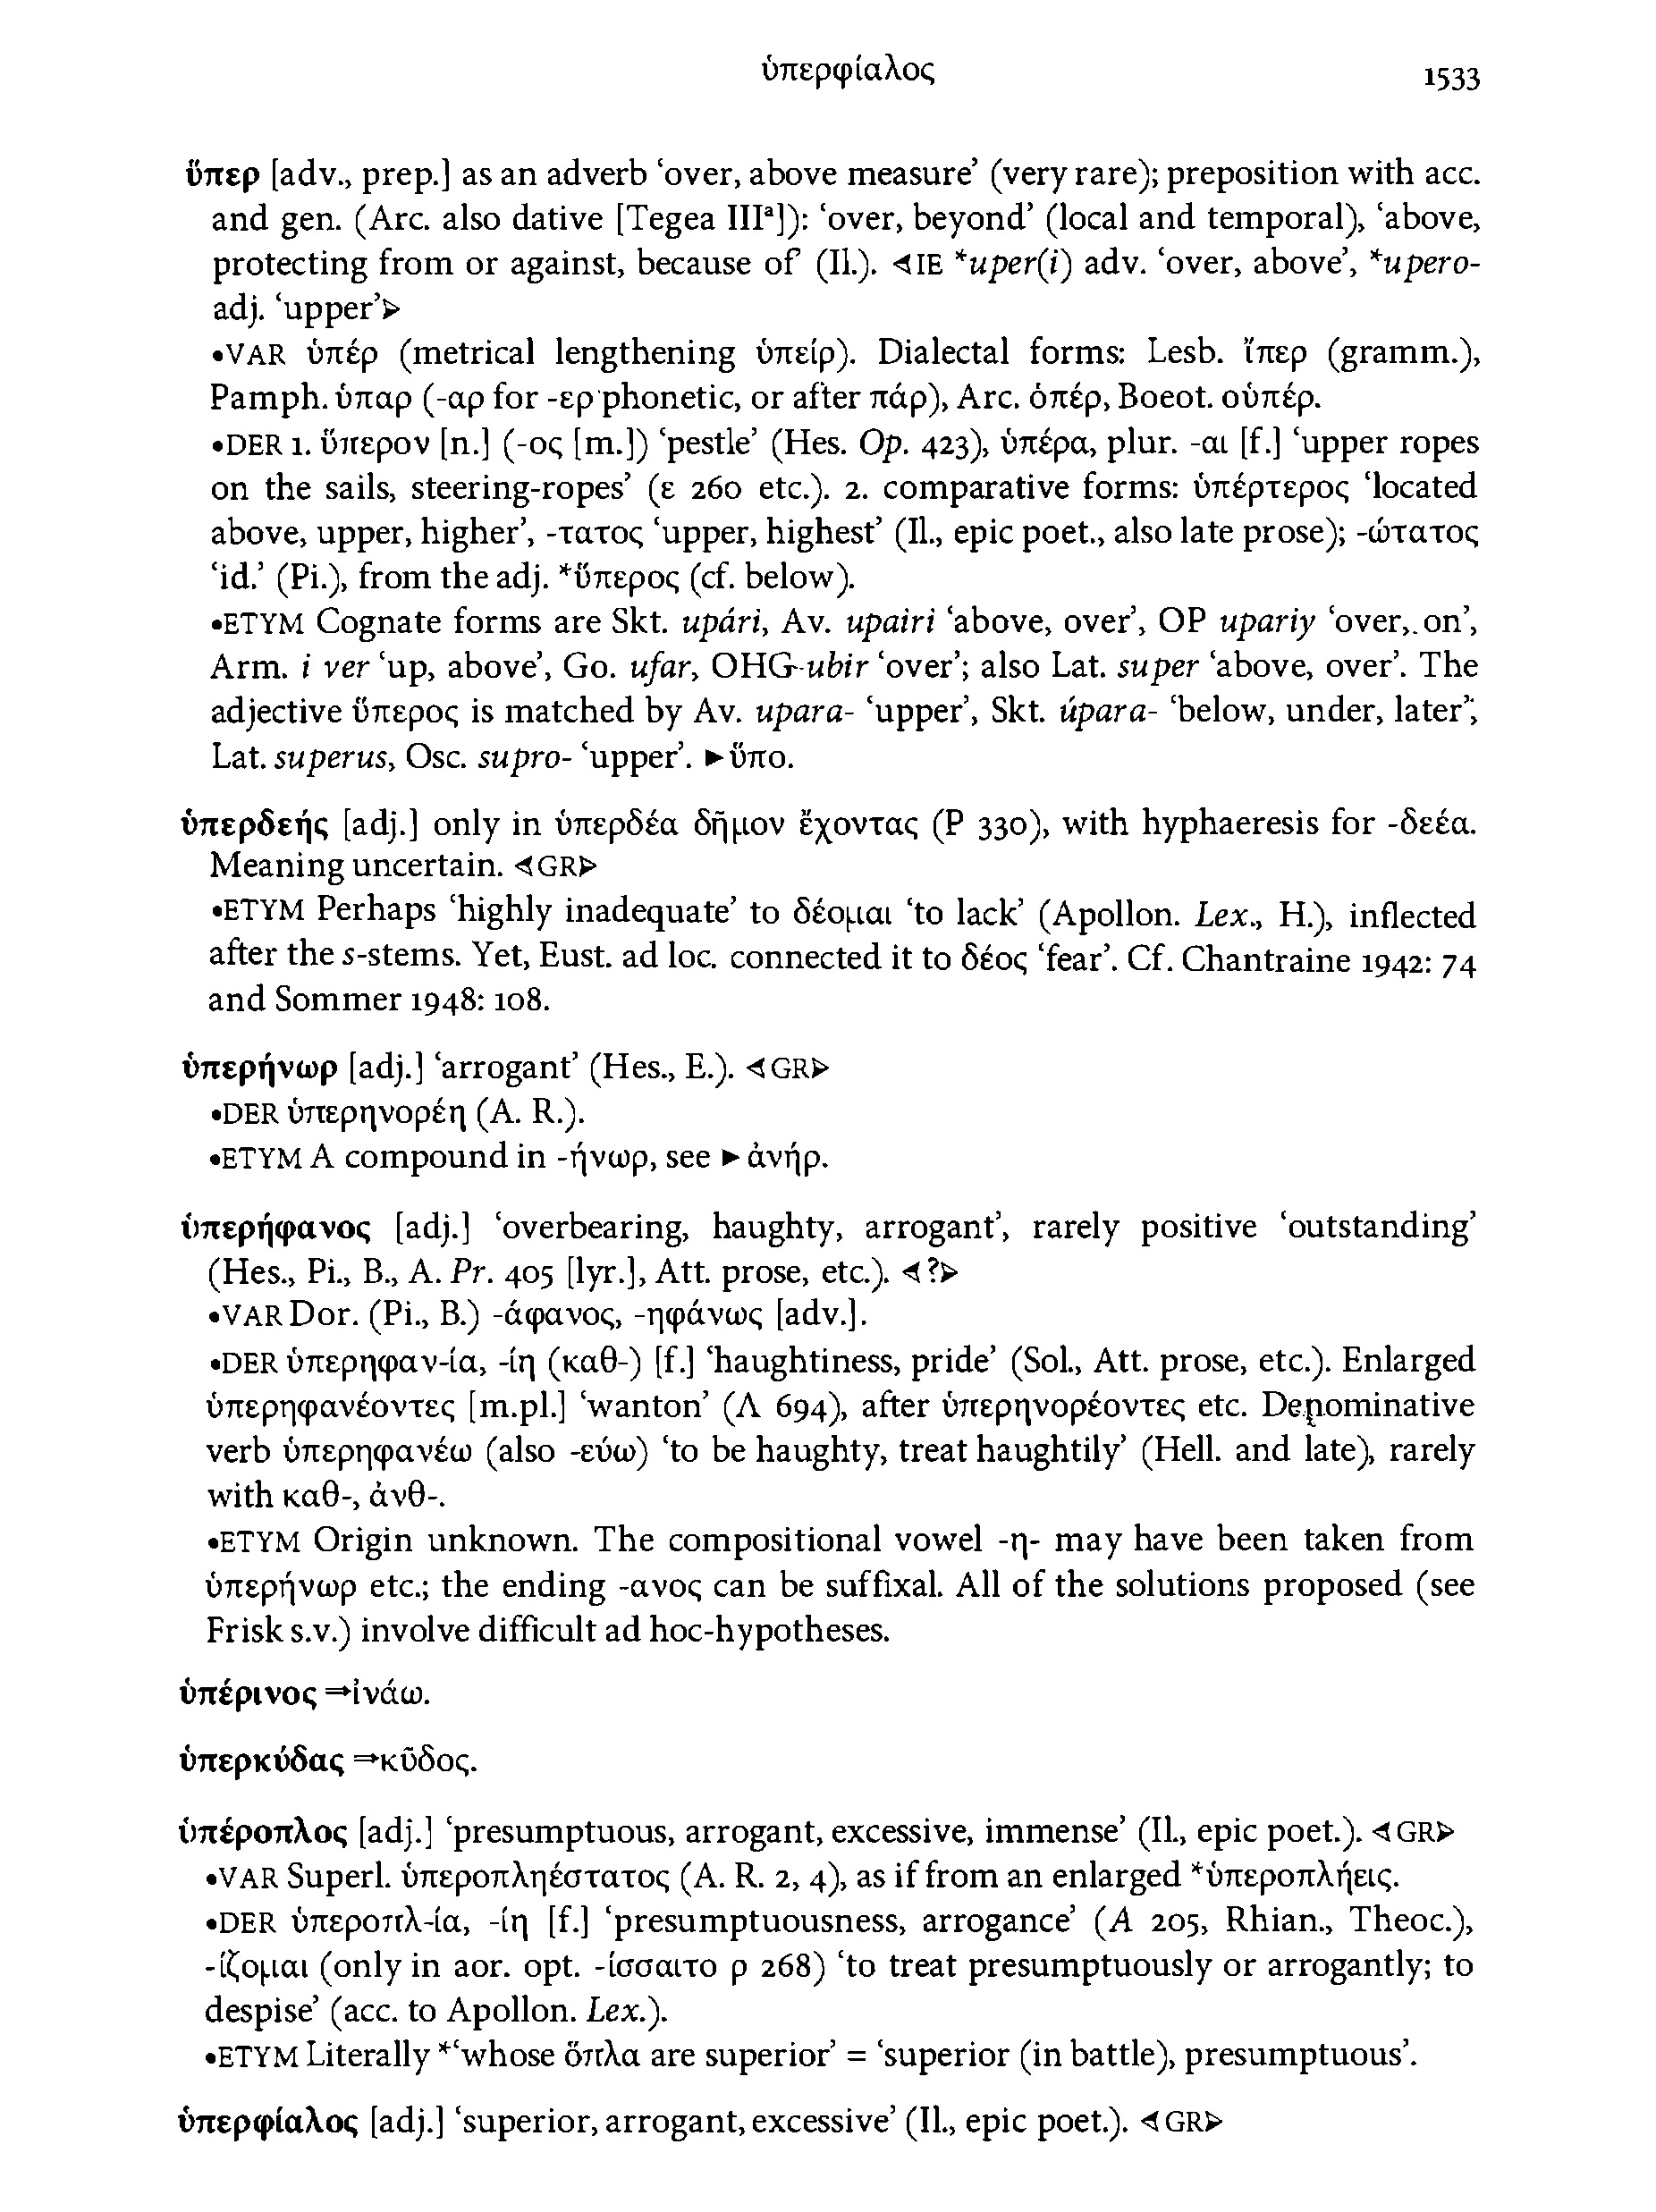 ὑπερφίαλος 1533
ὕπερ [adv., prep.] as an adverb ‘over, above measure’ (very rare); preposition with acc.
and gen. (Arc. also dative [Tegea IIIᵃ]): ‘over, beyond’ (local and temporal), ‘above,
protecting from or against, because of’ (Il.). ⊲IE *uper(i) adv. ‘over, above’, *upero-
adj. ‘upper’⊳
•VAR ὑπέρ (metrical lengthening ὑπείρ). Dialectal forms: Lesb. ἴπερ (gramm.),
Pamph. ὑπαρ (-αρ for -ερ phonetic, or after πάρ), Arc. ὀπέρ, Boeot. οὑπέρ.
•DER 1. ὕπερον [n.] (-ος [m.]) ‘pestle’ (Hes. Op. 423), ὑπέρα, plur. -αι [f.] ‘upper ropes
on the sails, steering-ropes’ (ε 260 etc.). 2. comparative forms: ὑπέρτερος ‘located
above, upper, higher’, -τατος ‘upper, highest’ (Il., epic poet., also late prose); -ώτατος
‘id.’ (Pi.), from the adj. *ὕπερος (cf. below).
•ETYM Cognate forms are Skt. upári, Av. upairi ‘above, over’, OP upariy ‘over, on’,
Arm. i ver ‘up, above’, Go. ufar, OHG ubir ‘over’; also Lat. super ‘above, over’. The
adjective ὕπερος is matched by Av. upara- ‘upper’, Skt. úpara- ‘below, under, later’;
Lat. superus, Osc. supro- ‘upper’. ►ὕπο.
ὑπερδεής [adj.] only in ὑπερδέα δῆμον ἔχοντας (Ρ 330), with hyphaeresis for -δεέα.
Meaning uncertain. ⊲GR⊳
•ETYM Perhaps ‘highly inadequate’ to δέομαι ‘to lack’ (Apollon. Lex., H.), inflected
after the s-stems. Yet, Eust. ad loc. connected it to δέος ‘fear’. Cf. Chantraine 1942: 74
and Sommer 1948: 108.
ὑπερήνωρ [adj.] ‘arrogant’ (Hes., E.). ⊲GR⊳
•DER ὑπερηνορέη (A. R.).
•ETYM A compound in -ήνωρ, see ►ἀνήρ.
ὑπερήφανος [adj.] ‘overbearing, haughty, arrogant’, rarely positive ‘outstanding’
(Hes., Pi., B., A. Pr. 405 [lyr.], Att. prose, etc.). ⊲?⊳
•VAR Dor. (Pi., B.) -άφανος, -ηφάνως [adv.].
•DER ὑπερηφαν-ία, -ίη (καθ-) [f.] ‘haughtiness, pride’ (Sol., Att. prose, etc.). Enlarged
ὑπερηφανέοντες [m.pl.] ‘wanton’ (Λ 694), after ὑπερηνορέοντες etc. Denominative
verb ὑπερηφανέω (also -εύω) ‘to be haughty, treat haughtily’ (Hell. and late), rarely
with καθ-, ἀνθ-.
•ETYM Origin unknown. The compositional vowel -η- may have been taken from
ὑπερήνωρ etc.; the ending -ανος can be suffixal. All of the solutions proposed (see
Frisk s.v.) involve difficult ad hoc-hypotheses.
ὑπέρινος ⇒ἰνάω.
ὑπερκύδας ⇒κῦδος.
ὑπέροπλος [adj.] ‘presumptuous, arrogant, excessive, immense’ (Il., epic poet.). ⊲GR⊳
•VAR Superl. ὑπεροπληέστατος (A. R. 2, 4), as if from an enlarged *ὑπεροπλήεις.
•DER ὑπεροπλ-ία, -ίη [f.] ‘presumptuousness, arrogance’ (A 205, Rhian., Theoc.),
-ίζομαι (only in aor. opt. -ίσσαιτο ρ 268) ‘to treat presumptuously or arrogantly; to
despise’ (acc. to Apollon. Lex.).
•ETYM Literally *‘whose ὅπλα are superior’ = ‘superior (in battle), presumptuous’.
ὑπερφίαλος [adj.] ‘superior, arrogant, excessive’ (Il., epic poet.). ⊲GR⊳